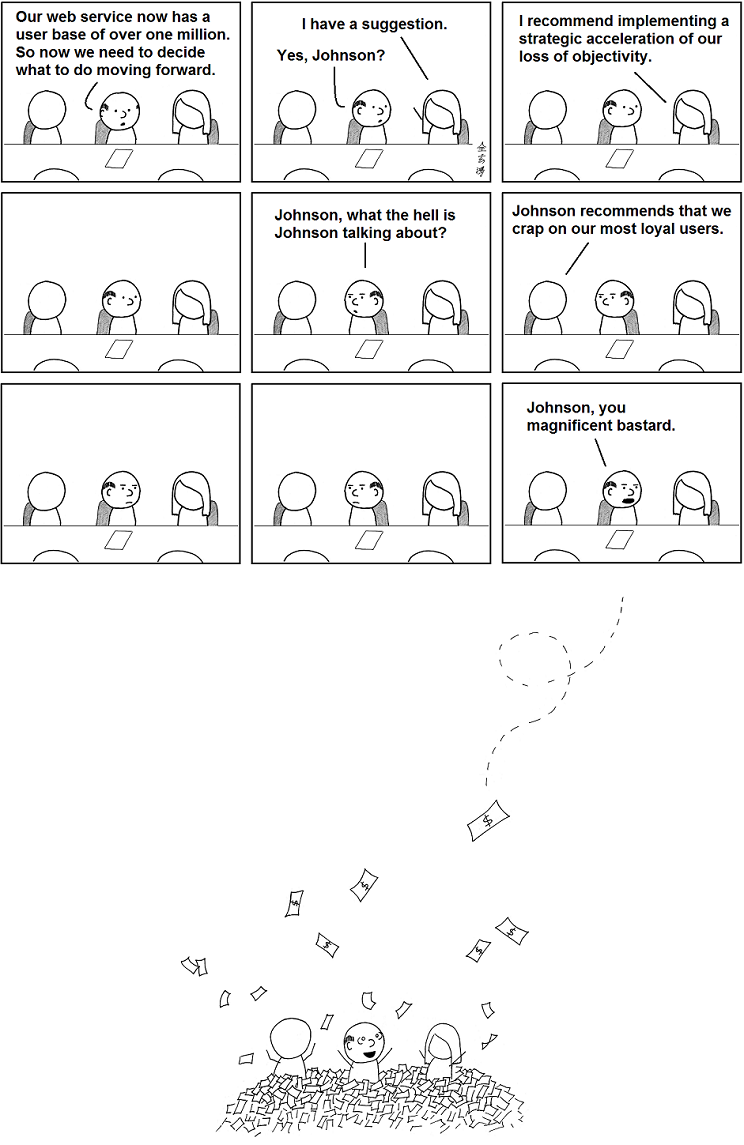 Our web service now has a
user base of over one million.
So now we need to decide
what to do moving forward.
I have a suggestion.
Yes, Johnson?
I recommend implementing a
strategic acceleration of our
loss of objectivity.
Johnson, what the hell is
Johnson talking about?
Johnson recommends that we
crap on our most loyal users.
Johnson, you
magnificent bastard.
$
$
$
$
$
$